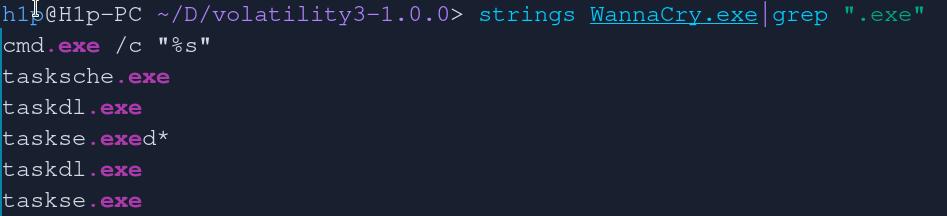 h1p@H1p-PC ~/D/volatility3-1.0.0> strings WannaCry.exe|grep ".exe"
cmd.exe /c "%s"
tasksche.exe
taskdl.exe
taskse.exed*
taskdl.exe
taskse.exe